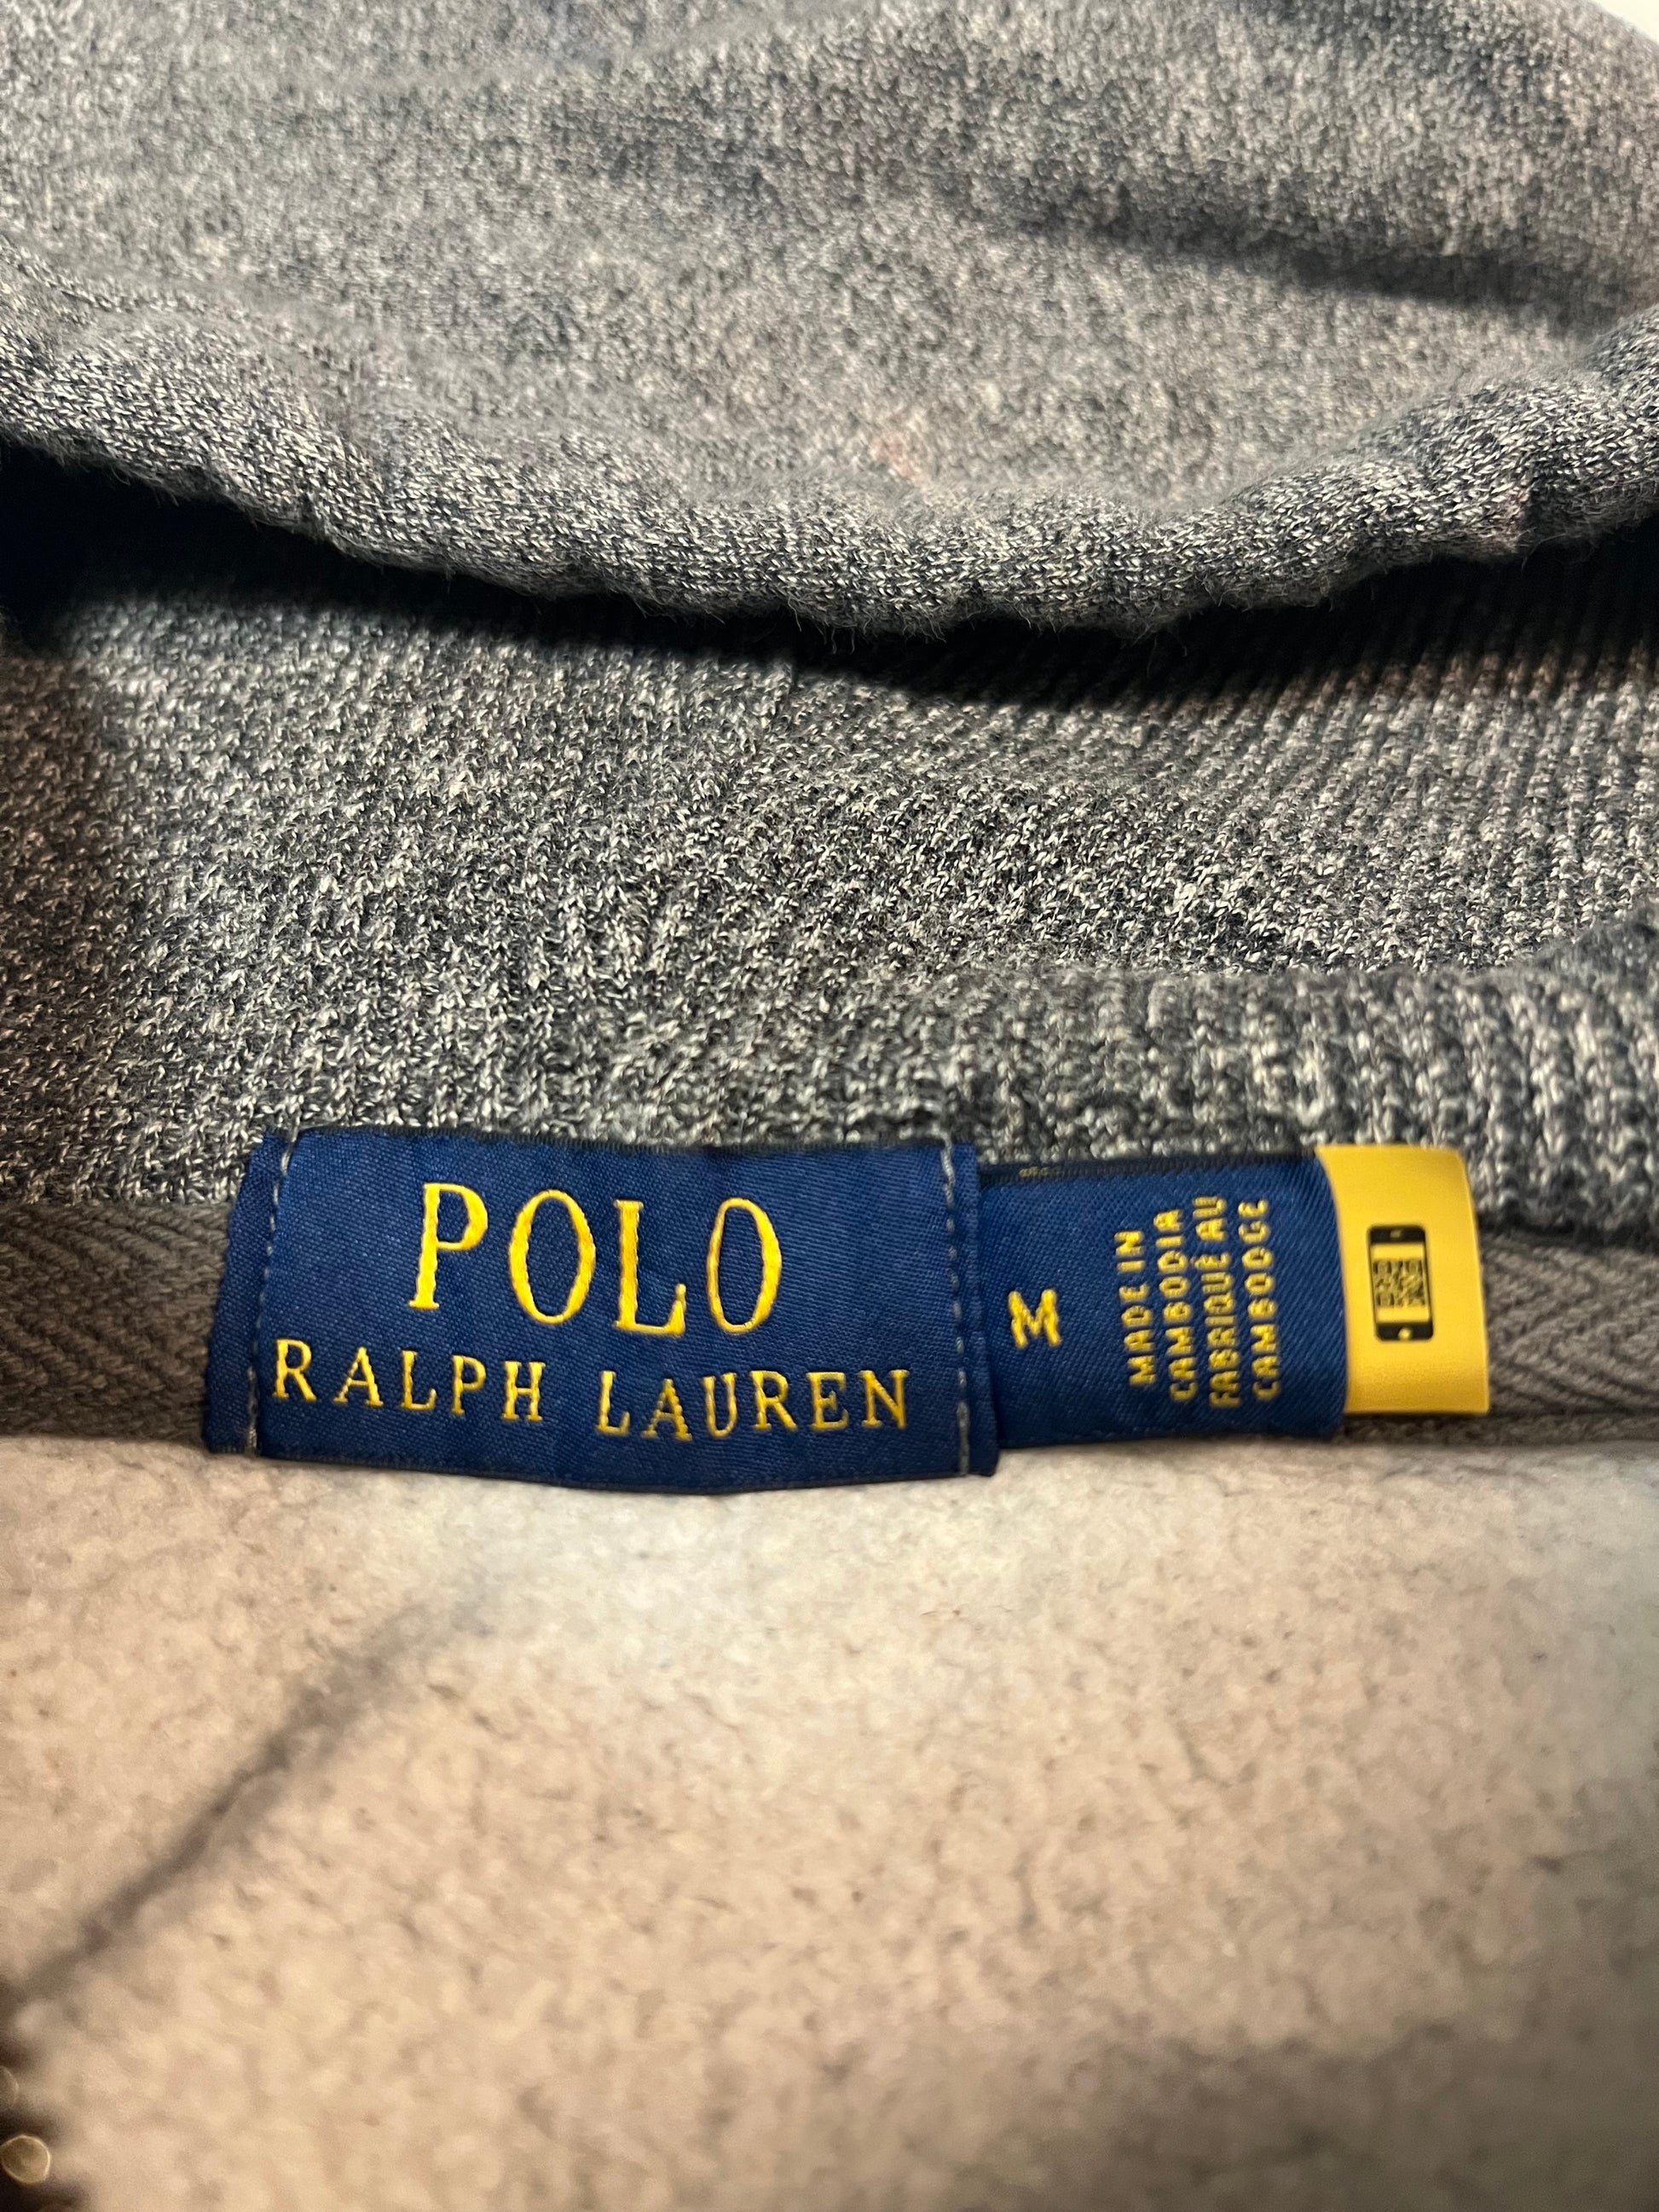 POLO
RALPH LAUREN
M
MADE IN
CAMBODIA
FABRIQUÉ AU
CAMBODGE